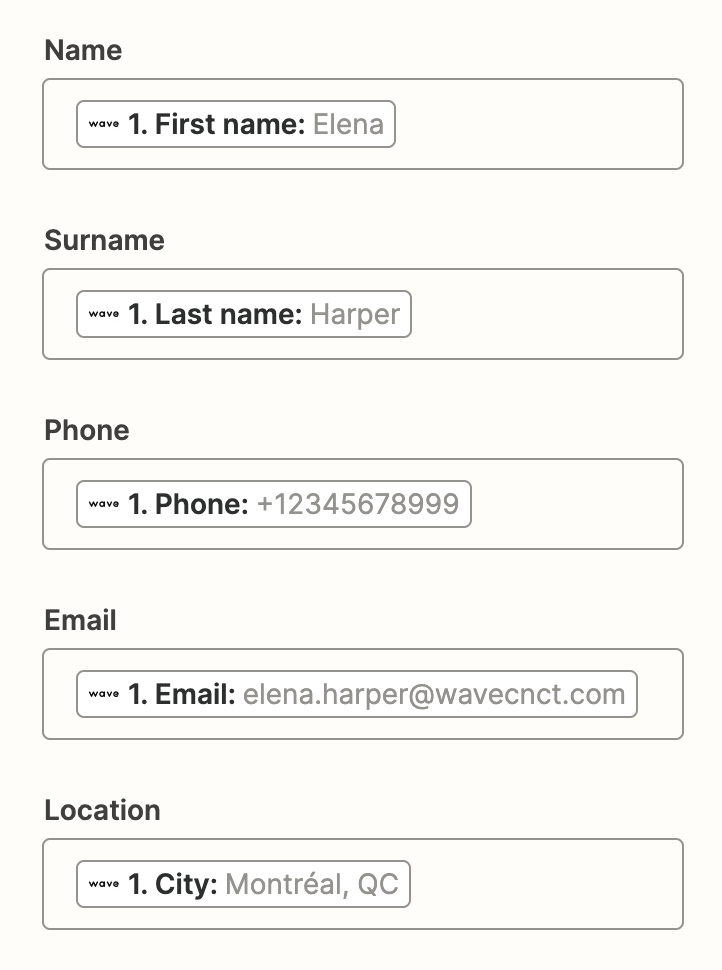 Name
wave 1. First name: Elena
Surname
wave 1. Last name: Harper
Phone
wave 1. Phone: +12345678999
Email
wave 1. Email: elena.harper@wavecnct.com
Location
wave 1. City: Montréal, QC